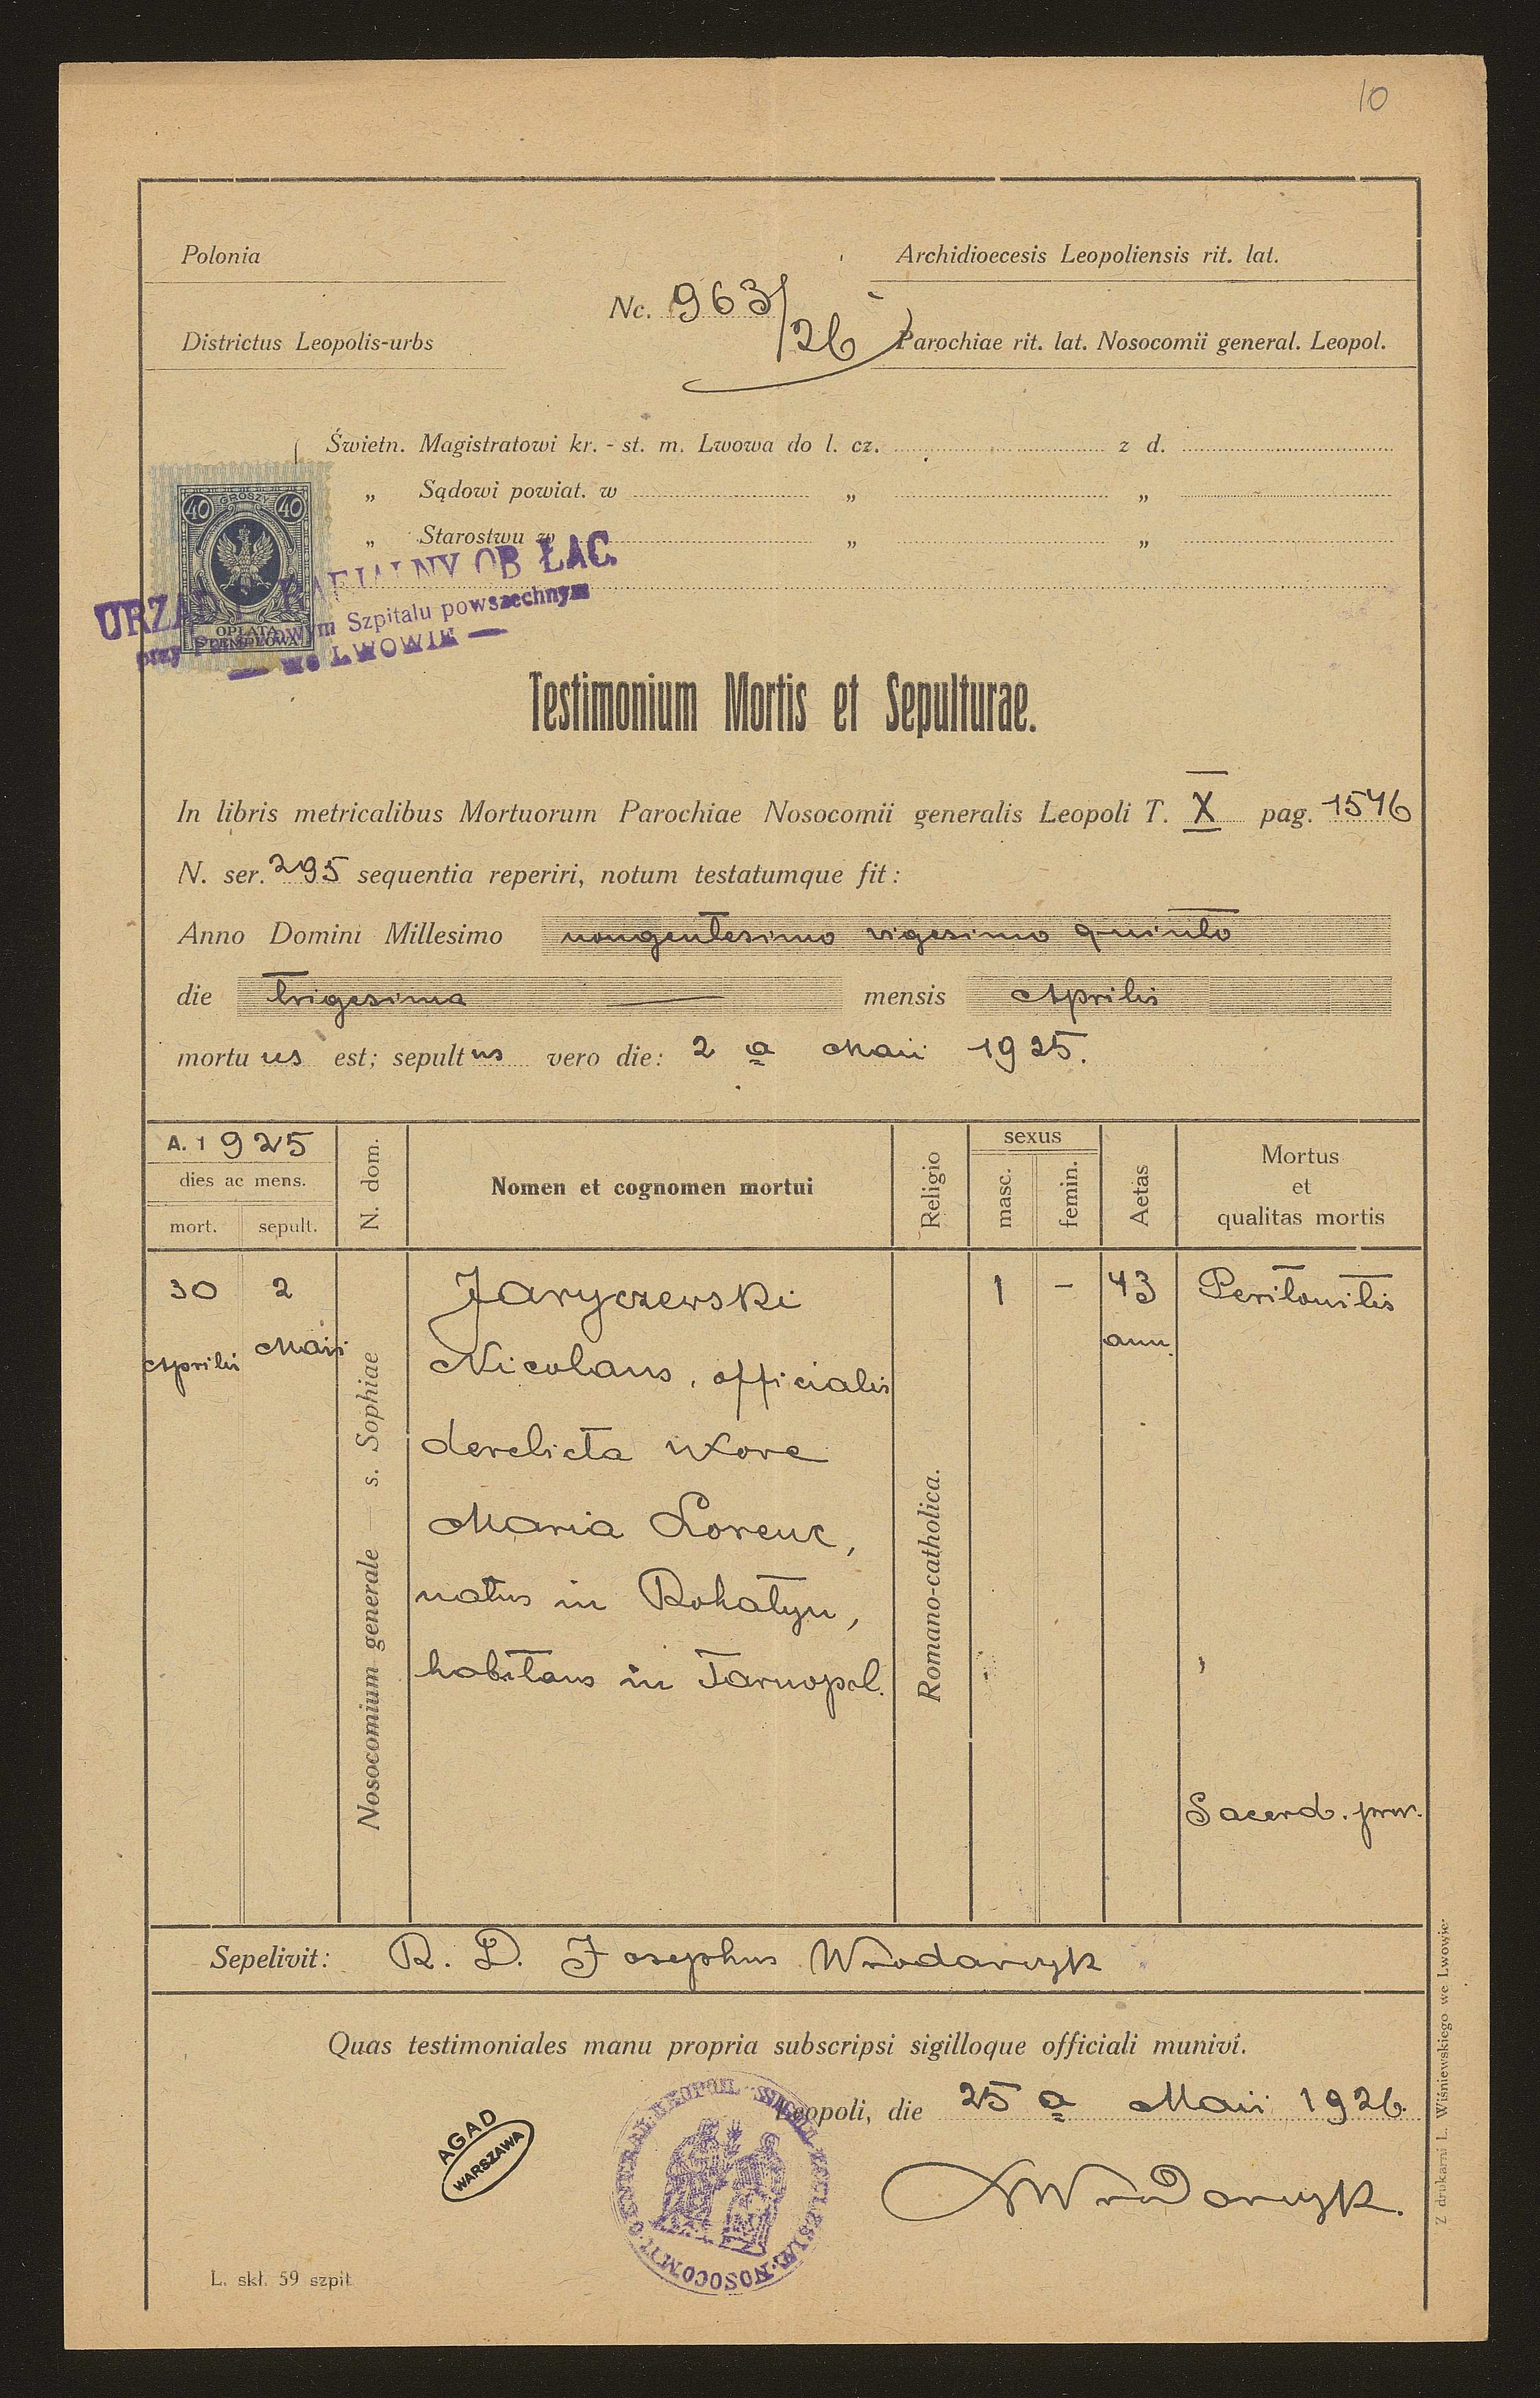 10
Polonia
Archidioecesis Leopoliensis rit. lat.
Nc. 963/26
Districtus Leopolis-urbs
Parochiae rit. lat. Nosocomii general. Leopol.
Świetn. Magistratowi kr. - st. m. Lwowa do l. cz. z d.
„ Sądowi powiat. w „ „
„ Starostwu w „ „
40 GROSZY 40
OPŁATA
STEMPLOWA
URZĄD PARAFIALNY OB ŁAC.
przy Państwowym Szpitalu powszechnym
— we LWOWIE —
Testimonium Mortis et Sepulturae.
In libris metricalibus Mortuorum Parochiae Nosocomii generalis Leopoli T. X pag. 1546
N. ser. 295 sequentia reperiri, notum testatumque fit:
Anno Domini Millesimo nongentesimo vigesimo quinto
die trigesima — mensis Aprilis
mortuus est; sepultus vero die: 2 a Maii 1925.
A. 1925
dies ac mens.
mort. sepult.
N. dom.
Nomen et cognomen mortui
Religio
sexus
masc.
femin.
Aetas
Mortus
et
qualitas mortis
30 2
Aprilis Maii
Nosocomium generale — s. Sophiae
Jaryczewski
Nicolaus, officialis
derelicta uxore
Maria Lorenc,
natus in Rohatyn,
habitans in Tarnopol.
Romano-catholica.
1 –
43
ann.
Peritonitis
Sacerd. prov.
Sepelivit: R. D. Josephus Wrodarczyk
Quas testimoniales manu propria subscripsi sigilloque officiali munivi.
Leopoli, die 25 a Maii 1926.
AGAD
WARSZAWA
Wrodarczyk.
L. skł. 59 szpit
Z drukarni L. Wiśniewskiego we Lwowie.